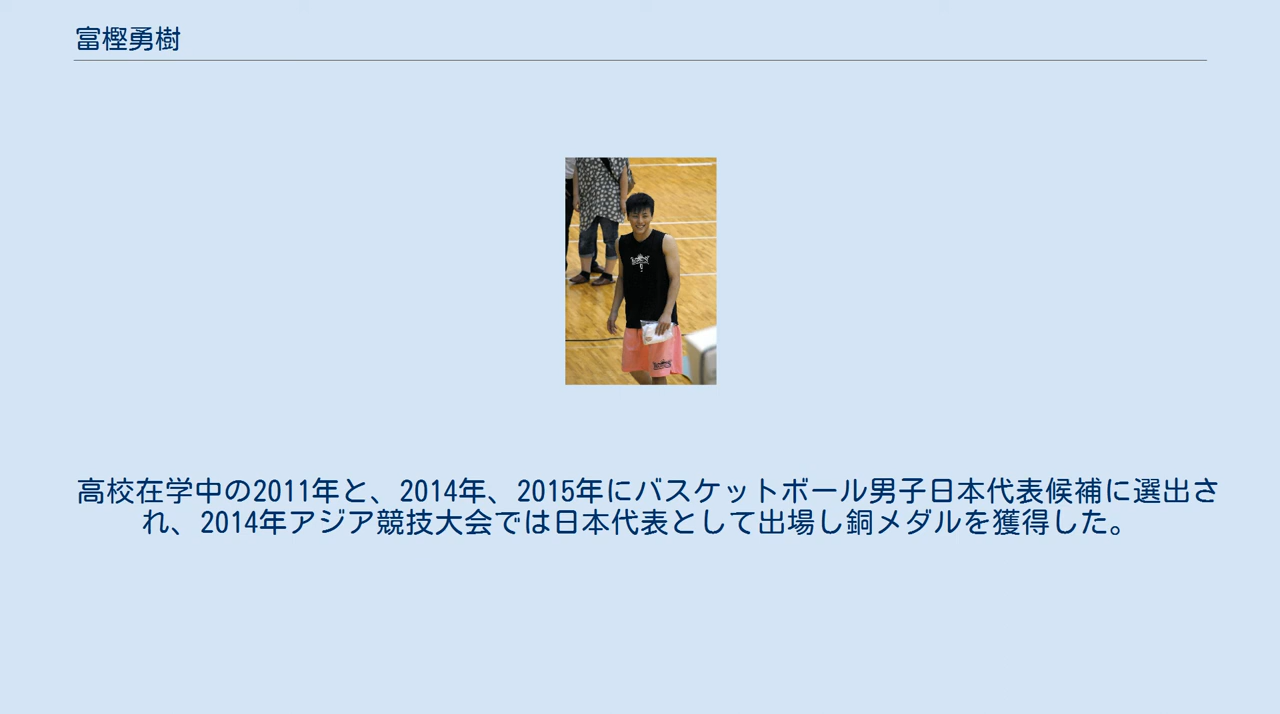 富樫勇樹
高校在学中の2011年と、2014年、2015年にバスケットボール男子日本代表候補に選出さ
れ、2014年アジア競技大会では日本代表として出場し銅メダルを獲得した。